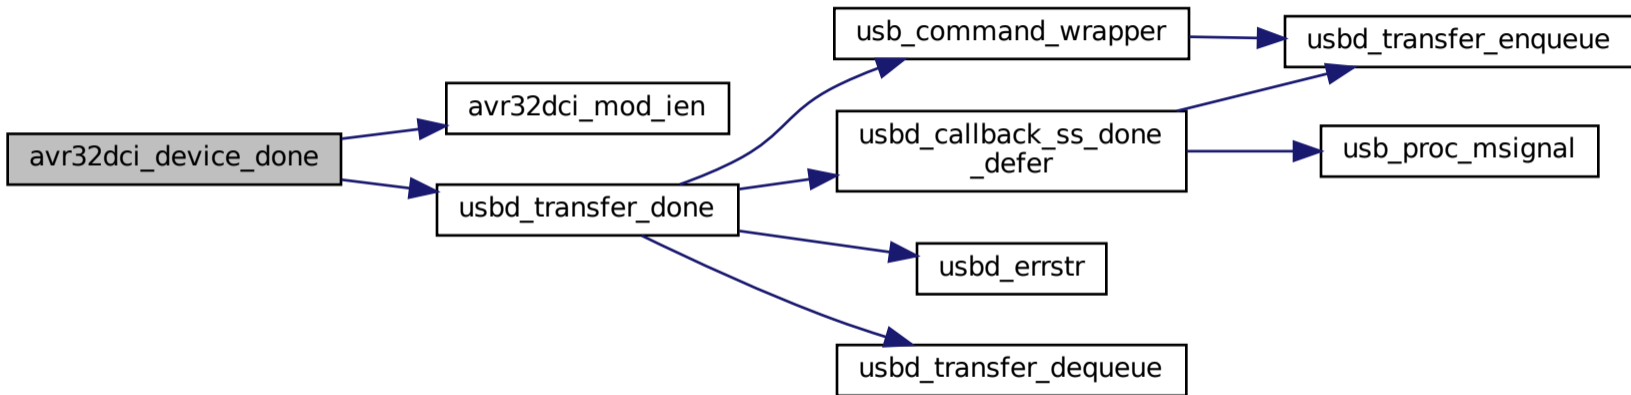 avr32dci_device_done
avr32dci_mod_ien
usbd_transfer_done
usb_command_wrapper
usbd_callback_ss_done
_defer
usbd_errstr
usbd_transfer_dequeue
usbd_transfer_enqueue
usb_proc_msignal